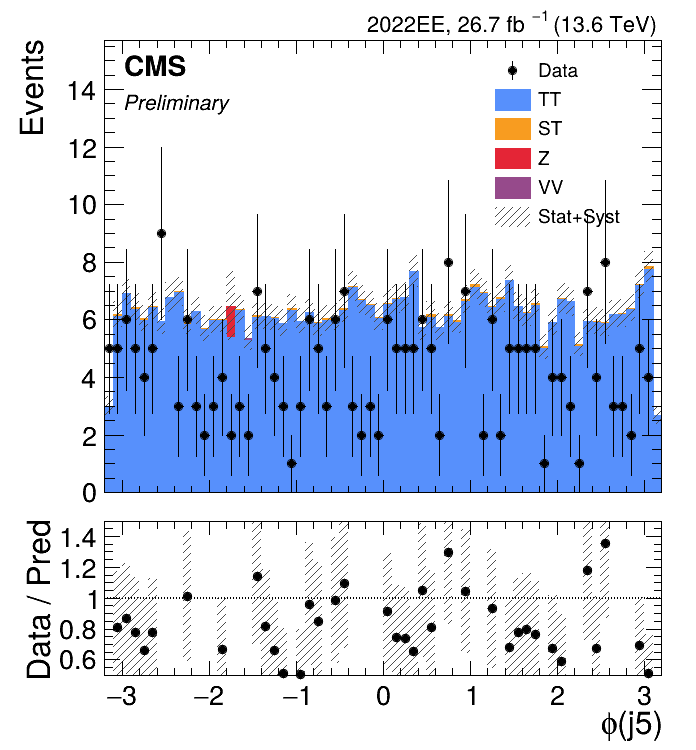 2022EE, 26.7 fb⁻¹ (13.6 TeV)
CMS
Preliminary
Data
TT
ST
Z
VV
Stat+Syst
Events
14
12
10
8
6
4
2
0
Data / Pred
1.4
1.2
1
0.8
0.6
−3 −2 −1 0 1 2 3
ϕ(j5)